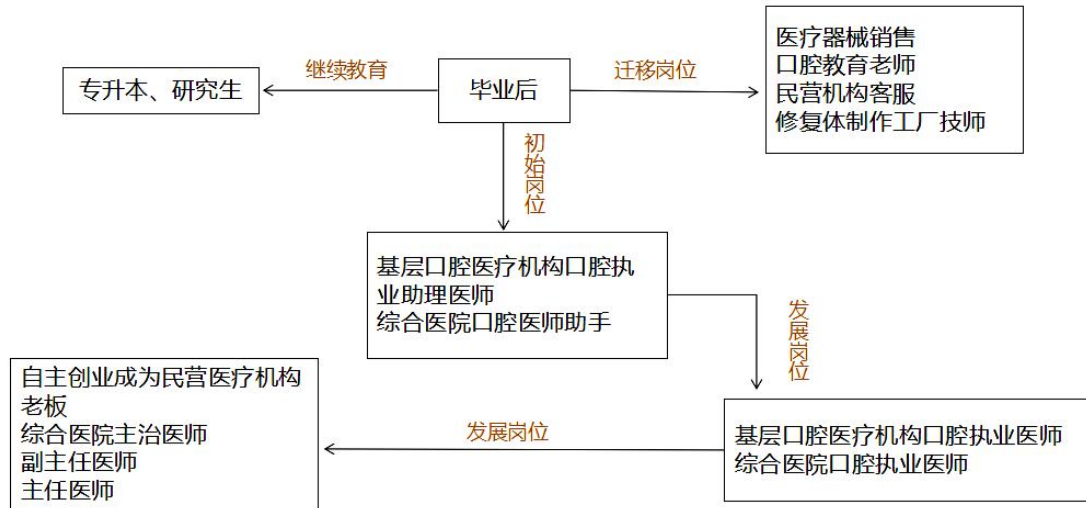 专升本、研究生
继续教育
毕业后
迁移岗位
医疗器械销售
口腔教育老师
民营机构客服
修复体制作工厂技师
初始岗位
基层口腔医疗机构口腔执
业助理医师
综合医院口腔医师助手
发展岗位
基层口腔医疗机构口腔执业医师
综合医院口腔执业医师
发展岗位
自主创业成为民营医疗机构
老板
综合医院主治医师
副主任医师
主任医师